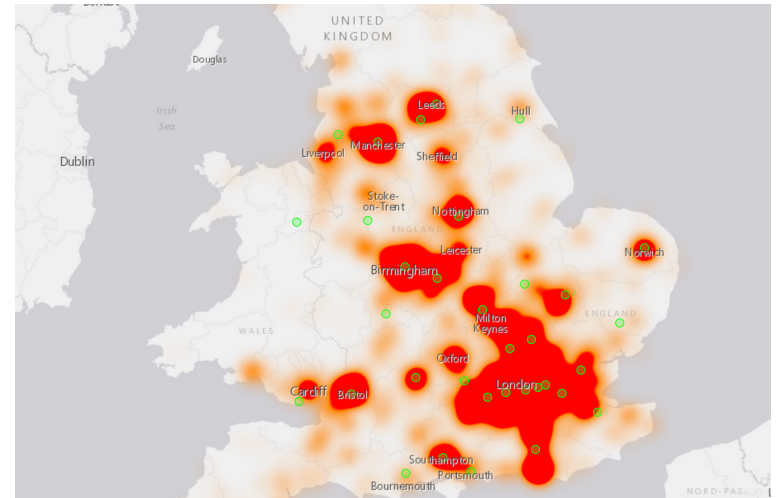 UNITED
KINGDOM
Douglas
Irish
Sea
Leeds
Hull
Dublin
Liverpool
Manchester
Sheffield
Stoke-
on-Trent
Nottingham
ENGLAND
Leicester
Norwich
Birmingham
ENGLAND
Milton
Keynes
WALES
Oxford
London
Cardiff
Bristol
Southampton
Portsmouth
Bournemouth
NORD-PAS-